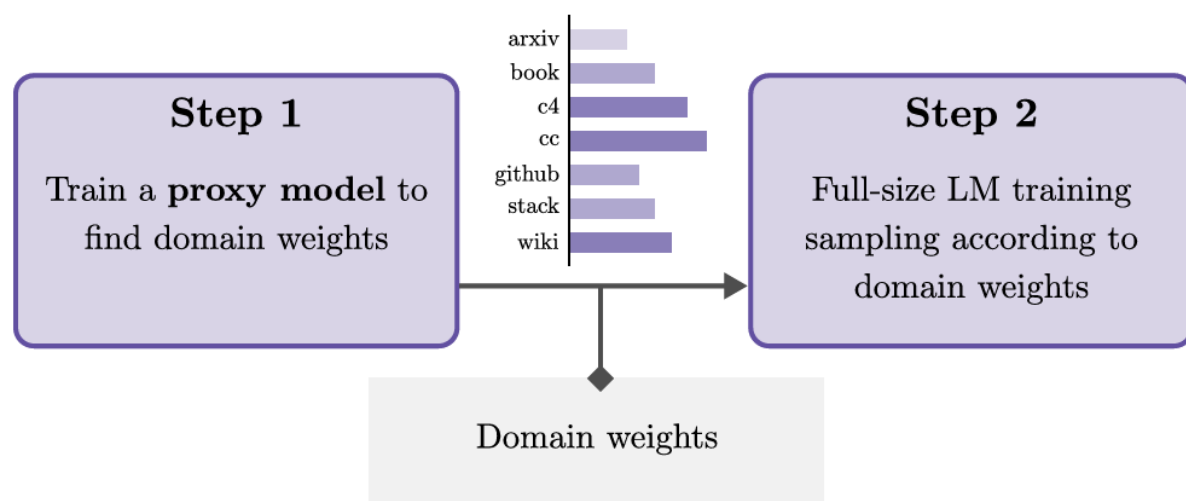 Step 1
Train a proxy model to
find domain weights
arxiv
book
c4
cc
github
stack
wiki
Step 2
Full-size LM training
sampling according to
domain weights
Domain weights